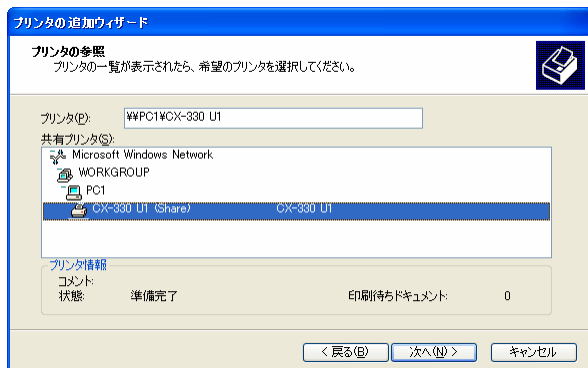 プリンタの追加ウィザード
プリンタの参照
プリンタの一覧が表示されたら、希望のプリンタを選択してください。
プリンタ(P): ¥¥PC1¥CX-330 U1
共有プリンタ(S):
Microsoft Windows Network
WORKGROUP
PC1
CX-330 U1 (Share) CX-330 U1
プリンタ情報
コメント:
状態: 準備完了 印刷待ちドキュメント: 0
< 戻る(B) 次へ(N) > キャンセル